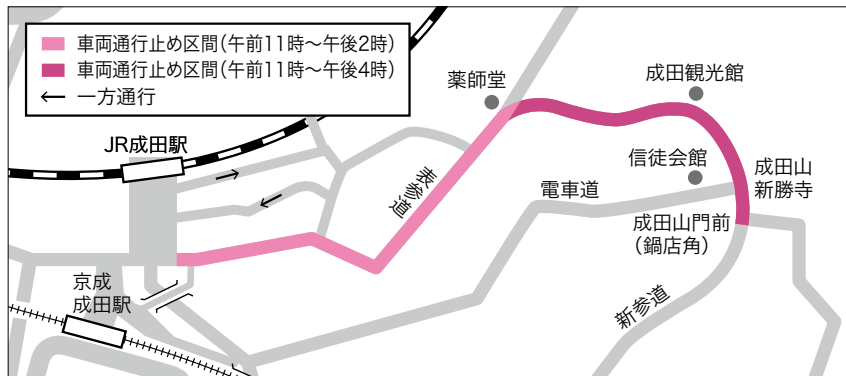 車両通行止め区間(午前11時~午後2時)
車両通行止め区間(午前11時~午後4時)
一方通行
薬師堂
成田観光館
JR成田駅
信徒会館
成田山
新勝寺
表参道
電車道
成田山門前
(鍋店角)
京成
成田駅
新参道